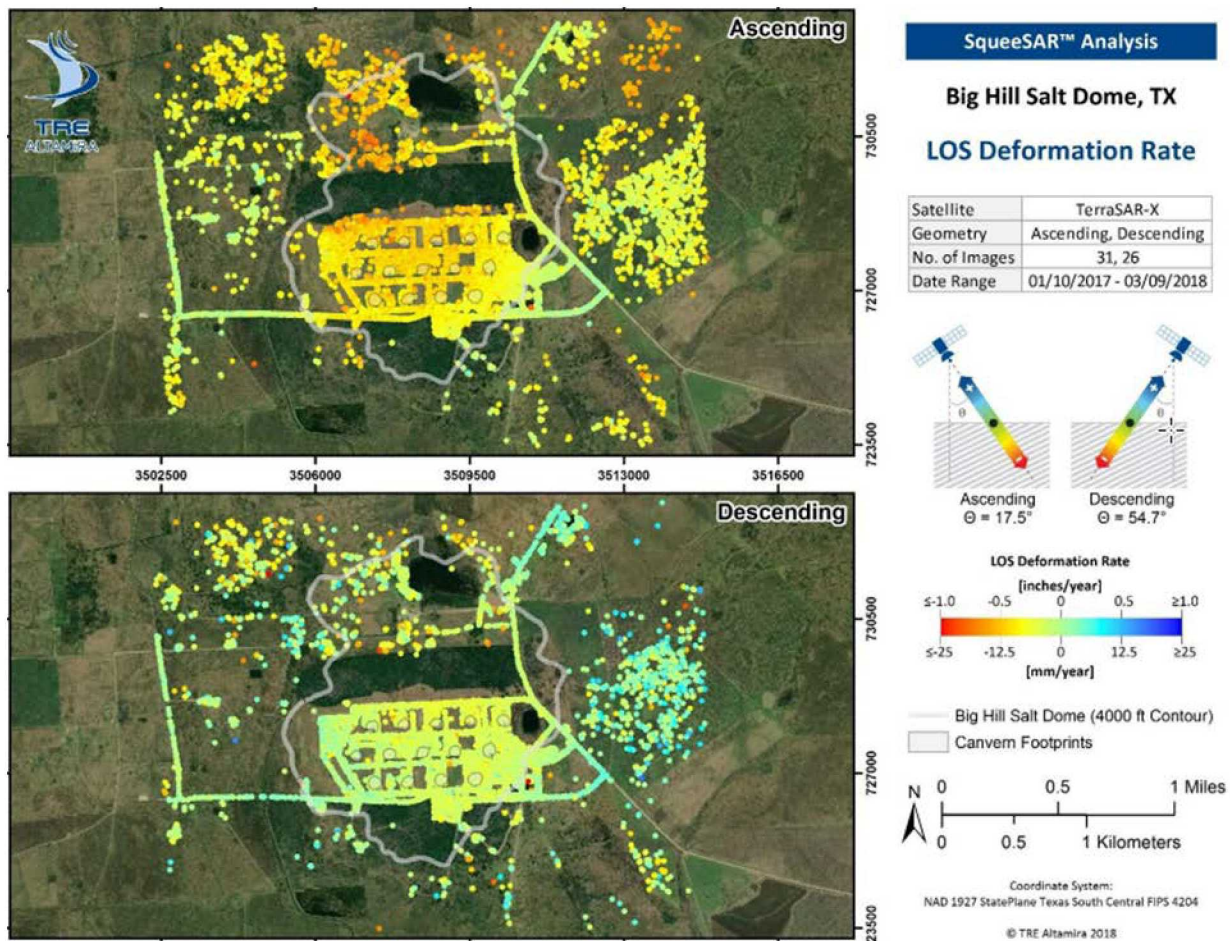 Ascending
TRE
ALTAMIRA
730500
727000
723500
3502500 3506000 3509500 3513000 3516500
Descending
730500
727000
723500
SqueeSAR™ Analysis
Big Hill Salt Dome, TX
LOS Deformation Rate
Satellite TerraSAR-X
Geometry Ascending, Descending
No. of Images 31, 26
Date Range 01/10/2017 - 03/09/2018
+ +
Θ Θ
- -
Ascending Descending
Θ = 17.5° Θ = 54.7°
LOS Deformation Rate
[inches/year]
≤-1.0 -0.5 0 0.5 ≥1.0
≤-25 -12.5 0 12.5 ≥25
[mm/year]
Big Hill Salt Dome (4000 ft Contour)
Canvern Footprints
N
0 0.5 1 Miles
0 0.5 1 Kilometers
Coordinate System:
NAD 1927 StatePlane Texas South Central FIPS 4204
© TRE Altamira 2018